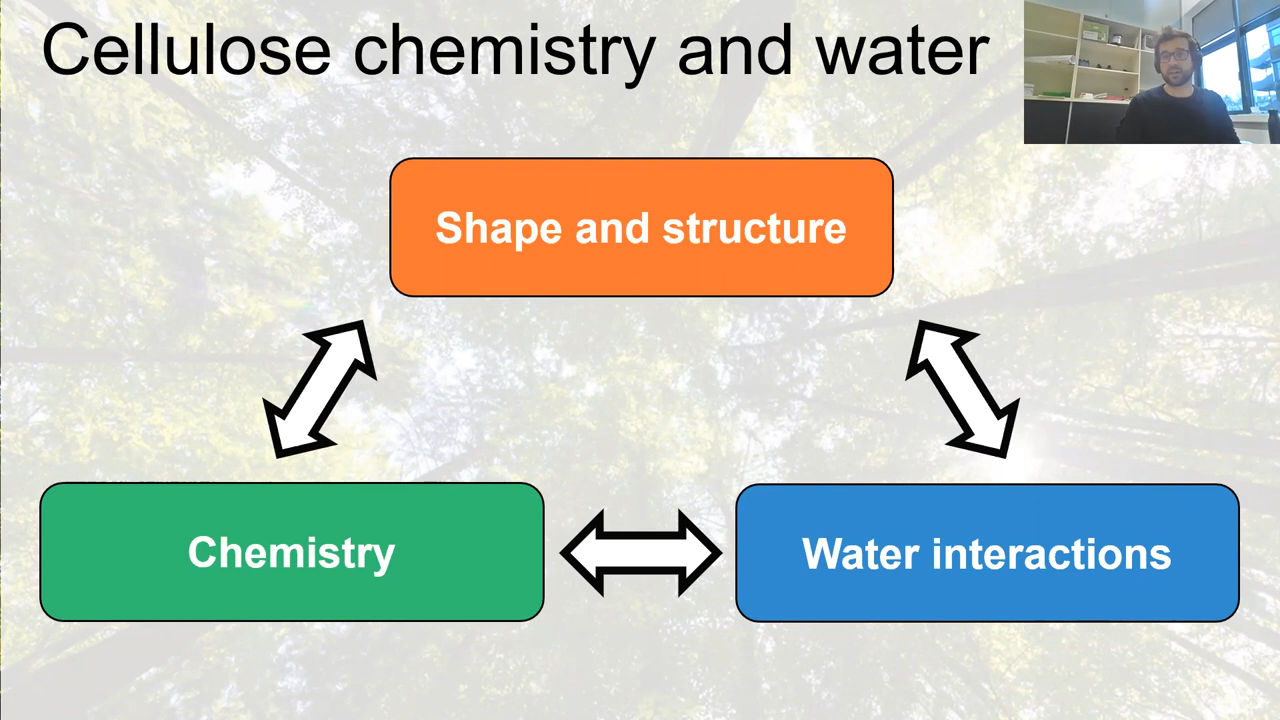 Cellulose chemistry and water
Shape and structure
Chemistry
Water interactions